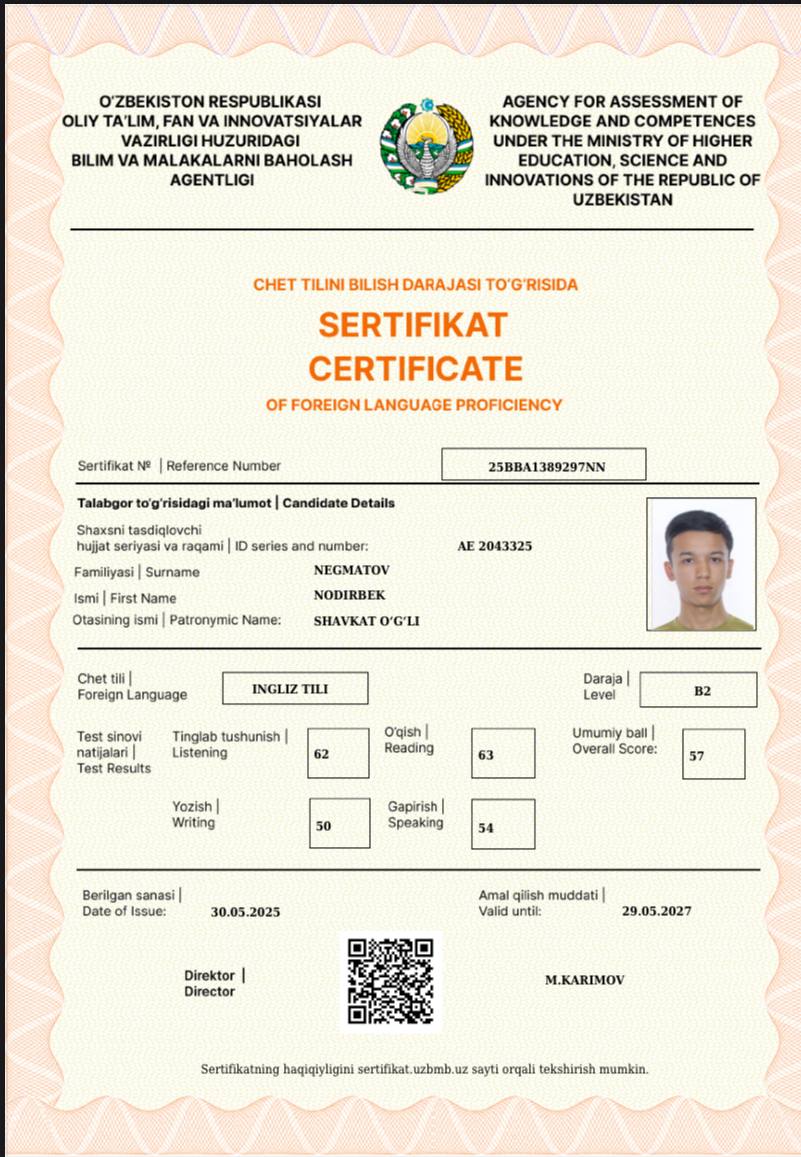 O'ZBEKISTON RESPUBLIKASI
OLIY TA'LIM, FAN VA INNOVATSIYALAR
VAZIRLIGI HUZURIDAGI
BILIM VA MALAKALARNI BAHOLASH
AGENTLIGI
AGENCY FOR ASSESSMENT OF
KNOWLEDGE AND COMPETENCES
UNDER THE MINISTRY OF HIGHER
EDUCATION, SCIENCE AND
INNOVATIONS OF THE REPUBLIC OF
UZBEKISTAN
CHET TILINI BILISH DARAJASI TO'G'RISIDA
SERTIFIKAT
CERTIFICATE
OF FOREIGN LANGUAGE PROFICIENCY
Sertifikat № | Reference Number 25BBA1389297NN
Talabgor to'g'risidagi ma'lumot | Candidate Details
Shaxsni tasdiqlovchi
hujjat seriyasi va raqami | ID series and number: AE 2043325
Familiyasi | Surname NEGMATOV
Ismi | First Name NODIRBEK
Otasining ismi | Patronymic Name: SHAVKAT O‘G‘LI
Chet tili |
Foreign Language
INGLIZ TILI
Daraja |
Level
B2
Test sinovi
natijalari |
Test Results
Tinglab tushunish |
Listening
62
O'qish |
Reading
63
Umumiy ball |
Overall Score:
57
Yozish |
Writing
50
Gapirish |
Speaking
54
Berilgan sanasi |
Date of Issue: 30.05.2025
Amal qilish muddati |
Valid until: 29.05.2027
Direktor |
Director
M.KARIMOV
Sertifikatning haqiqiyligini sertifikat.uzbmb.uz sayti orqali tekshirish mumkin.